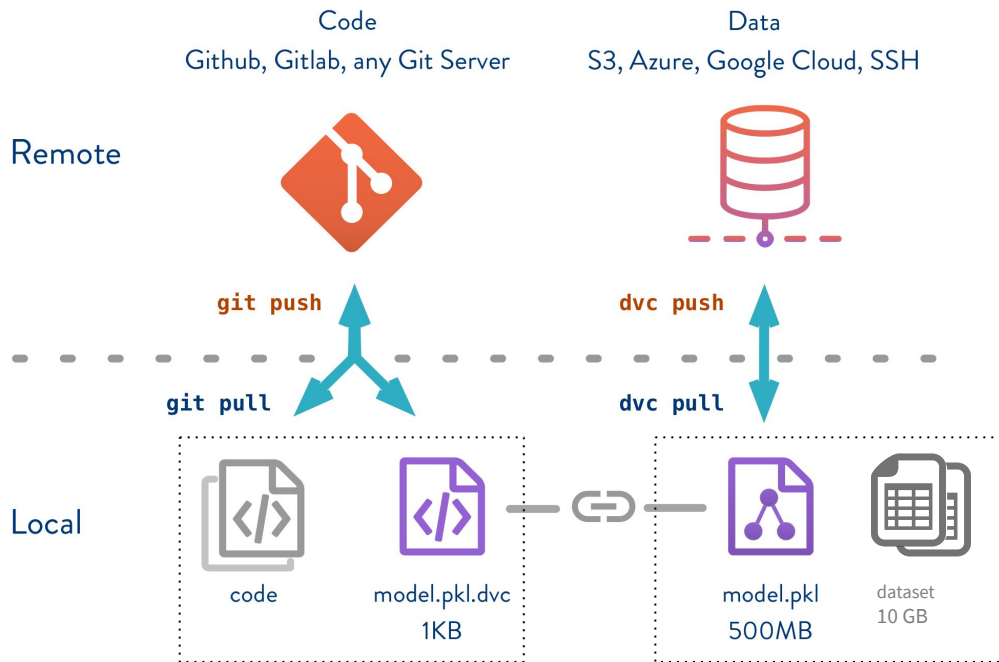 Code
Github, Gitlab, any Git Server
Data
S3, Azure, Google Cloud, SSH
Remote
git push
dvc push
git pull
dvc pull
Local
code
model.pkl.dvc
1KB
model.pkl
500MB
dataset
10 GB